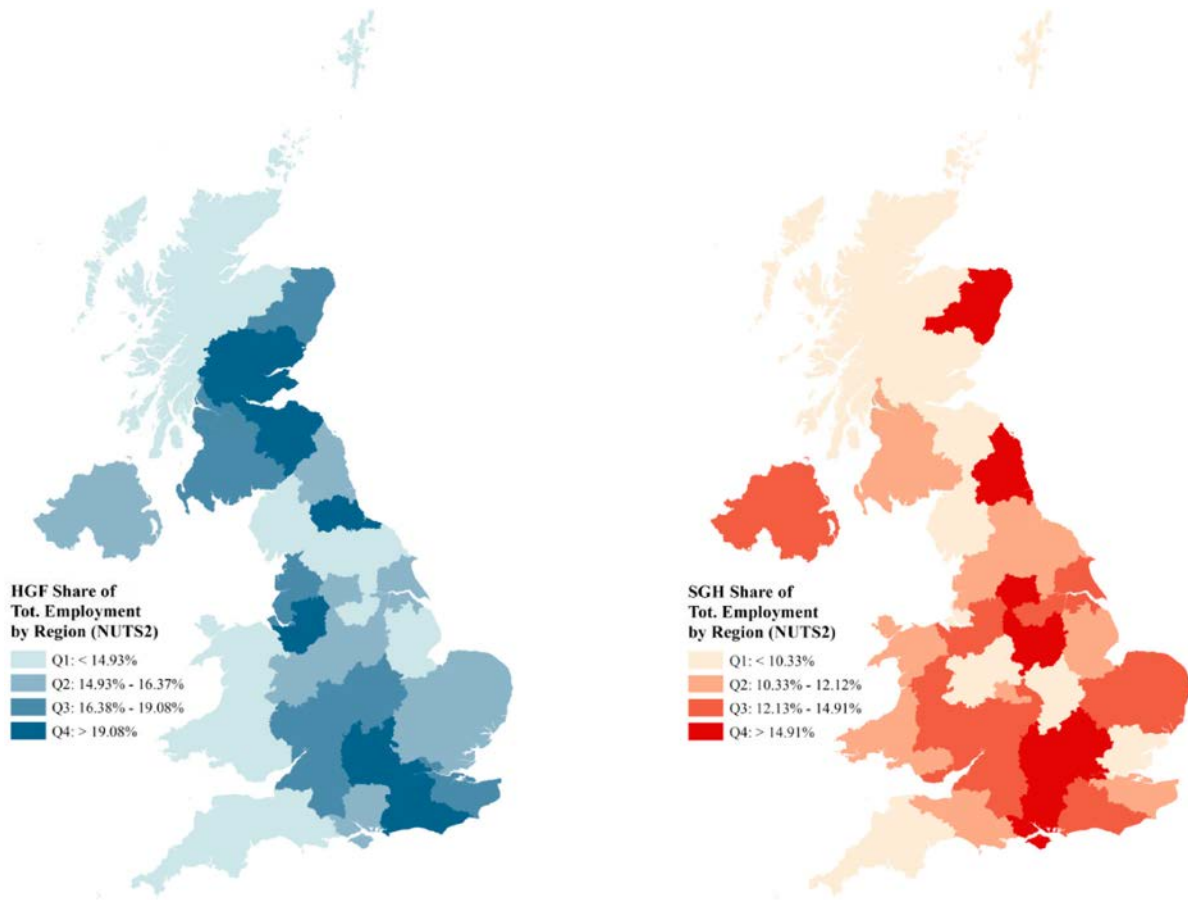 HGF Share of
Tot. Employment
by Region (NUTS2)
Q1: < 14.93%
Q2: 14.93% - 16.37%
Q3: 16.38% - 19.08%
Q4: > 19.08%
SGH Share of
Tot. Employment
by Region (NUTS2)
Q1: < 10.33%
Q2: 10.33% - 12.12%
Q3: 12.13% - 14.91%
Q4: > 14.91%